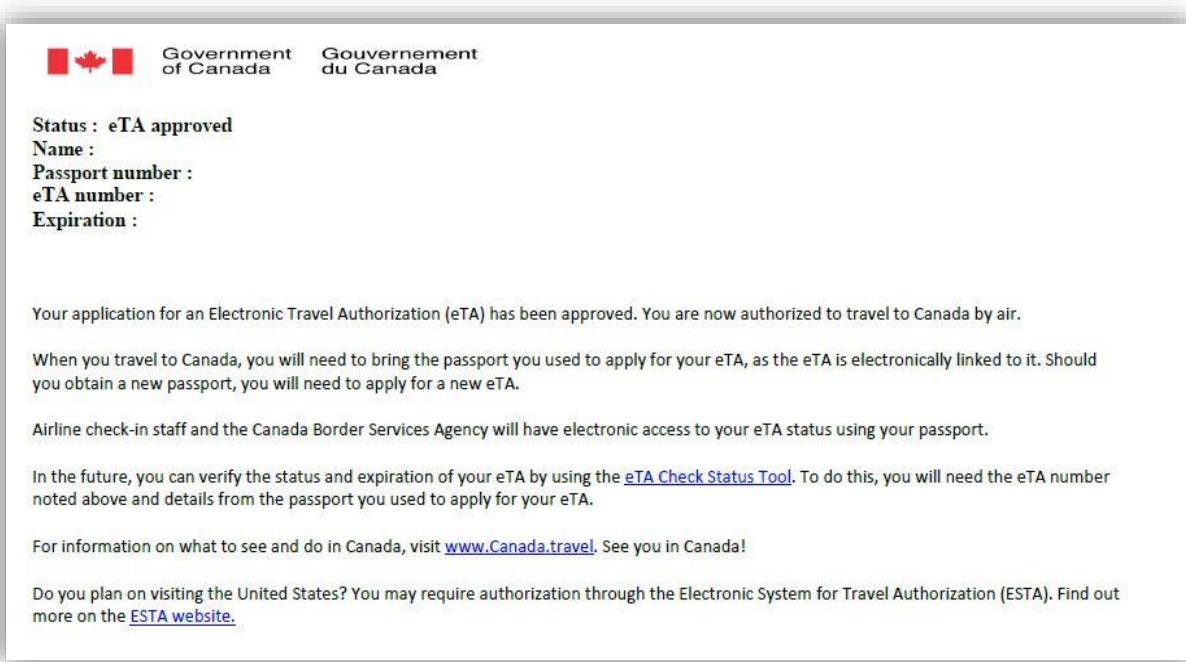 Government Gouvernement
of Canada du Canada
Status : eTA approved
Name :
Passport number :
eTA number :
Expiration :
Your application for an Electronic Travel Authorization (eTA) has been approved. You are now authorized to travel to Canada by air.
When you travel to Canada, you will need to bring the passport you used to apply for your eTA, as the eTA is electronically linked to it. Should
you obtain a new passport, you will need to apply for a new eTA.
Airline check-in staff and the Canada Border Services Agency will have electronic access to your eTA status using your passport.
In the future, you can verify the status and expiration of your eTA by using the eTA Check Status Tool. To do this, you will need the eTA number
noted above and details from the passport you used to apply for your eTA.
For information on what to see and do in Canada, visit www.Canada.travel. See you in Canada!
Do you plan on visiting the United States? You may require authorization through the Electronic System for Travel Authorization (ESTA). Find out
more on the ESTA website.